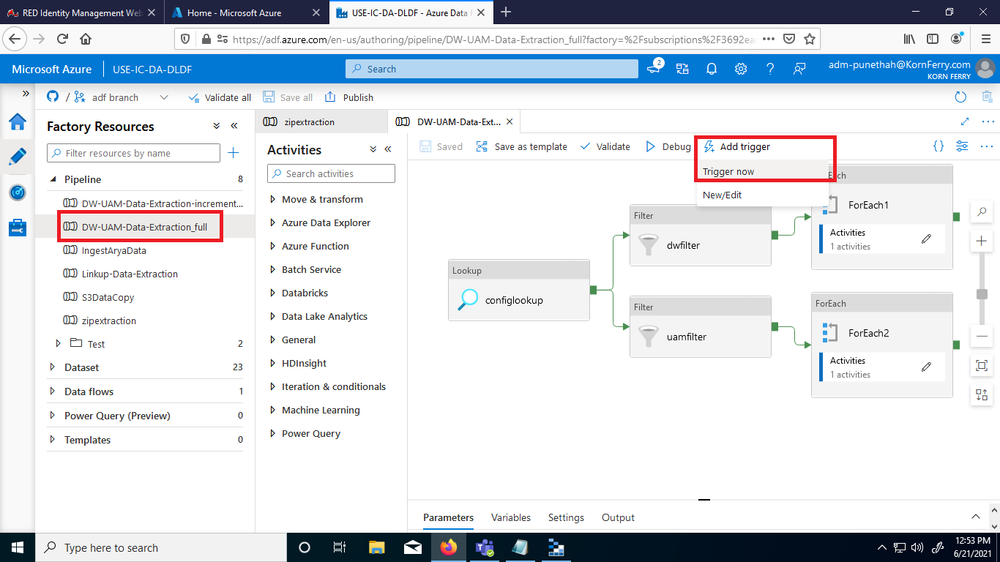 RED Identity Management Web
Home - Microsoft Azure
USE-IC-DA-DLDF - Azure Data F
https://adf.azure.com/en-us/authoring/pipeline/DW-UAM-Data-Extraction_full?factory=%2Fsubscriptions%2F3692ea
Microsoft Azure
USE-IC-DA-DLDF
Search
2
adm-punethah@KornFerry.com
KORN FERRY
/ adf branch
Validate all
Save all
Publish
Factory Resources
Filter resources by name
Pipeline 8
DW-UAM-Data-Extraction-increment...
DW-UAM-Data-Extraction_full
IngestAryaData
Linkup-Data-Extraction
S3DataCopy
zipextraction
Test 2
Dataset 23
Data flows 1
Power Query (Preview) 0
Templates 0
zipextraction
DW-UAM-Data-Ext...
Activities
Search activities
Move & transform
Azure Data Explorer
Azure Function
Batch Service
Databricks
Data Lake Analytics
General
HDInsight
Iteration & conditionals
Machine Learning
Power Query
Saved
Save as template
Validate
Debug
Add trigger
{}
Trigger now
New/Edit
Lookup
configlookup
Filter
dwfilter
Filter
uamfilter
Each
ForEach1
Activities
1 activities
ForEach
ForEach2
Activities
1 activities
Parameters
Variables
Settings
Output
Type here to search
12:53 PM
6/21/2021